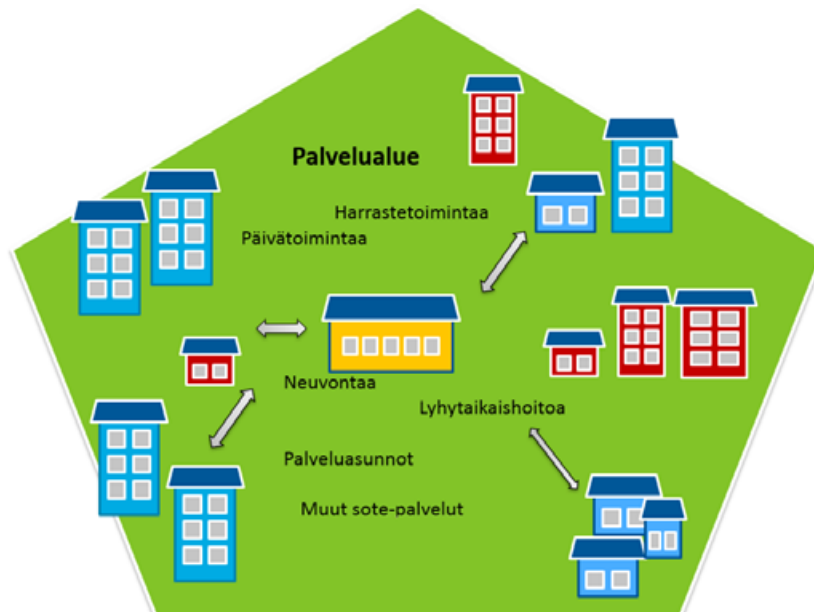 Palvelualue
Harrastetoimintaa
Päivätoimintaa
Neuvontaa
Lyhytaikaishoitoa
Palveluasunnot
Muut sote-palvelut